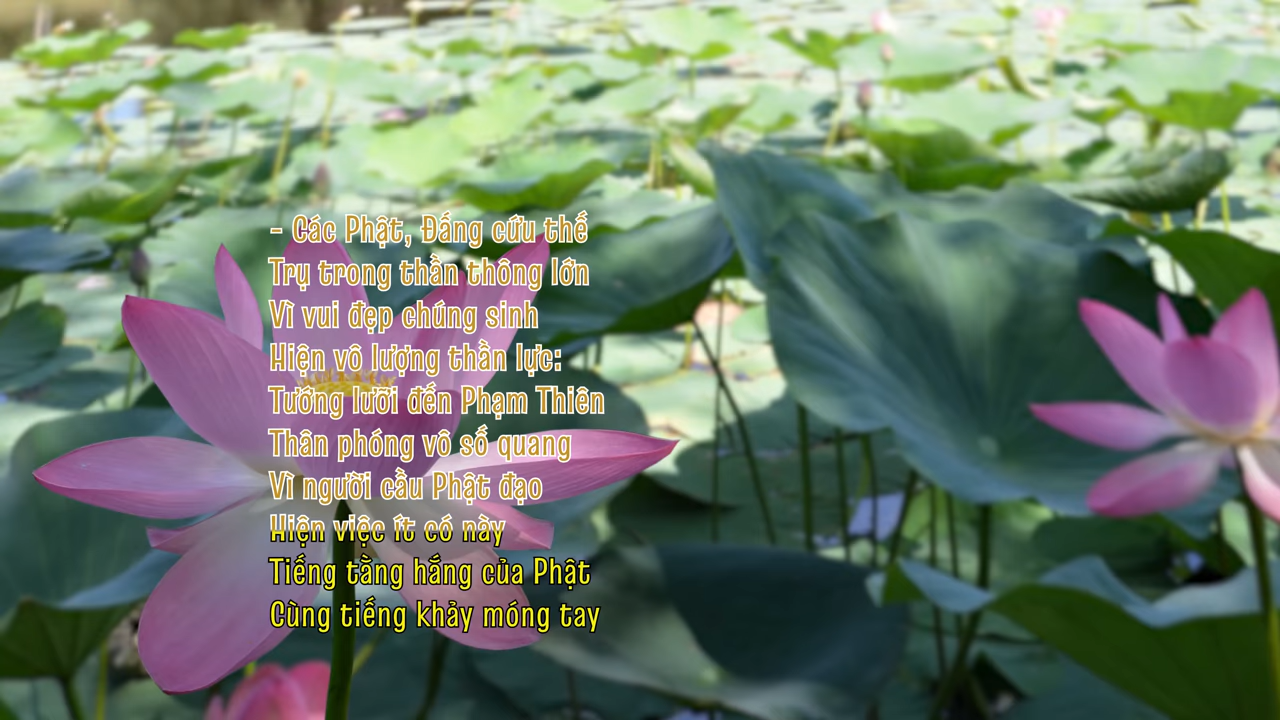 - Các Phật, Đấng cứu thế
Trụ trong thần thông lớn
Vì vui đẹp chúng sinh
Hiện vô lượng thần lực:
Tướng lưỡi đến Phạm Thiên
Thân phóng vô số quang
Vì người cầu Phật đạo
Hiện việc ít có này
Tiếng tằng hắng của Phật
Cùng tiếng khảy móng tay